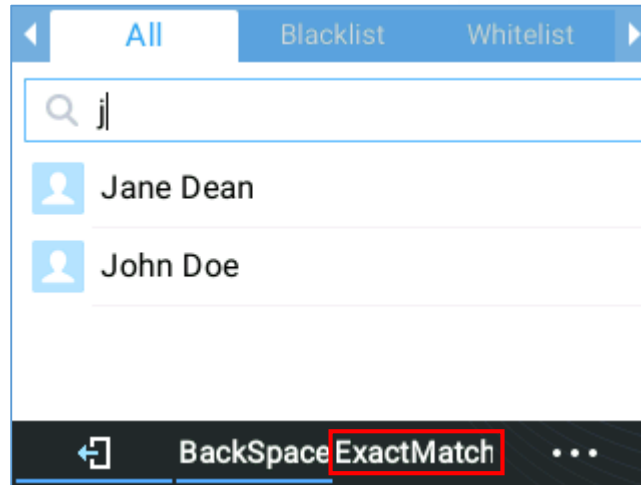 All Blacklist Whitelist
j
Jane Dean
John Doe
BackSpace ExactMatch ...